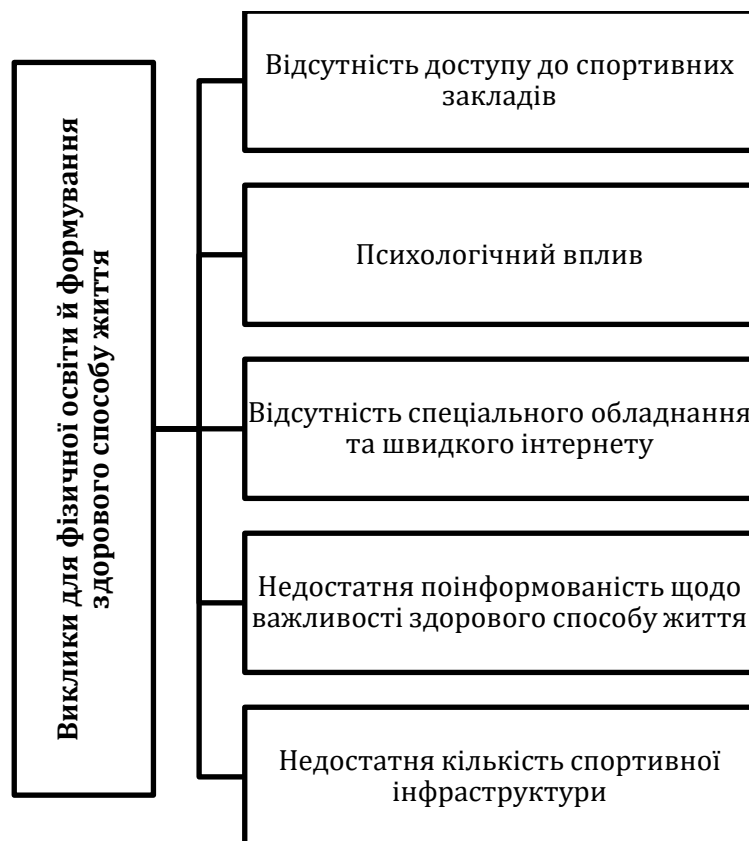 Виклики для фізичної освіти й формування
здорового способу життя
Відсутність доступу до спортивних
закладів
Психологічний вплив
Відсутність спеціального обладнання
та швидкого інтернету
Недостатня поінформованість щодо
важливості здорового способу життя
Недостатня кількість спортивної
інфраструктури